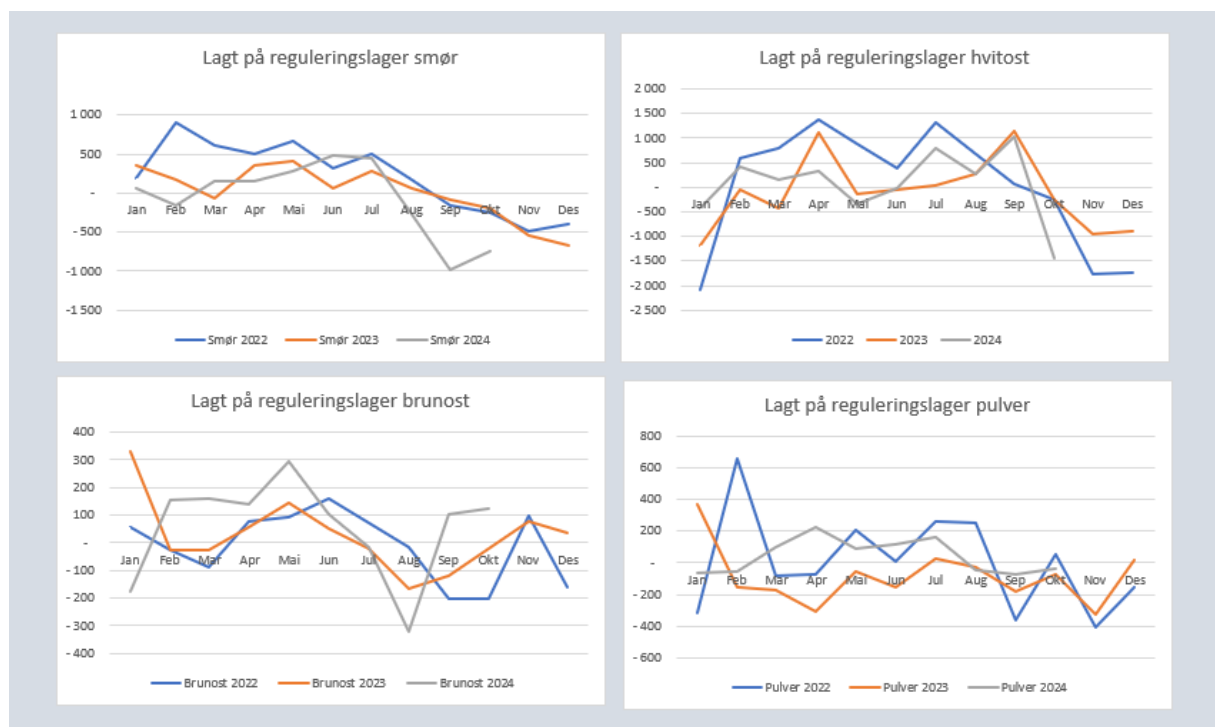 Lagt på reguleringslager smør
1 000
500
-
-500
-1 000
-1 500
Jan Feb Mar Apr Mai Jun Jul Aug Sep Okt Nov Des
Smør 2022 Smør 2023 Smør 2024
Lagt på reguleringslager hvitost
2 000
1 500
1 000
500
-
-500
-1 000
-1 500
-2 000
-2 500
Jan Feb Mar Apr Mai Jun Jul Aug Sep Okt Nov Des
2022 2023 2024
Lagt på reguleringslager brunost
400
300
200
100
-
-100
- 200
- 300
- 400
Jan Feb Mar Apr Mai Jun Jul Aug Sep Okt Nov Des
Brunost 2022 Brunost 2023 Brunost 2024
Lagt på reguleringslager pulver
800
600
400
200
-
- 200
- 400
- 600
Jan Feb Mar Apr Mai Jun Jul Aug Sep Okt Nov Des
Pulver 2022 Pulver 2023 Pulver 2024